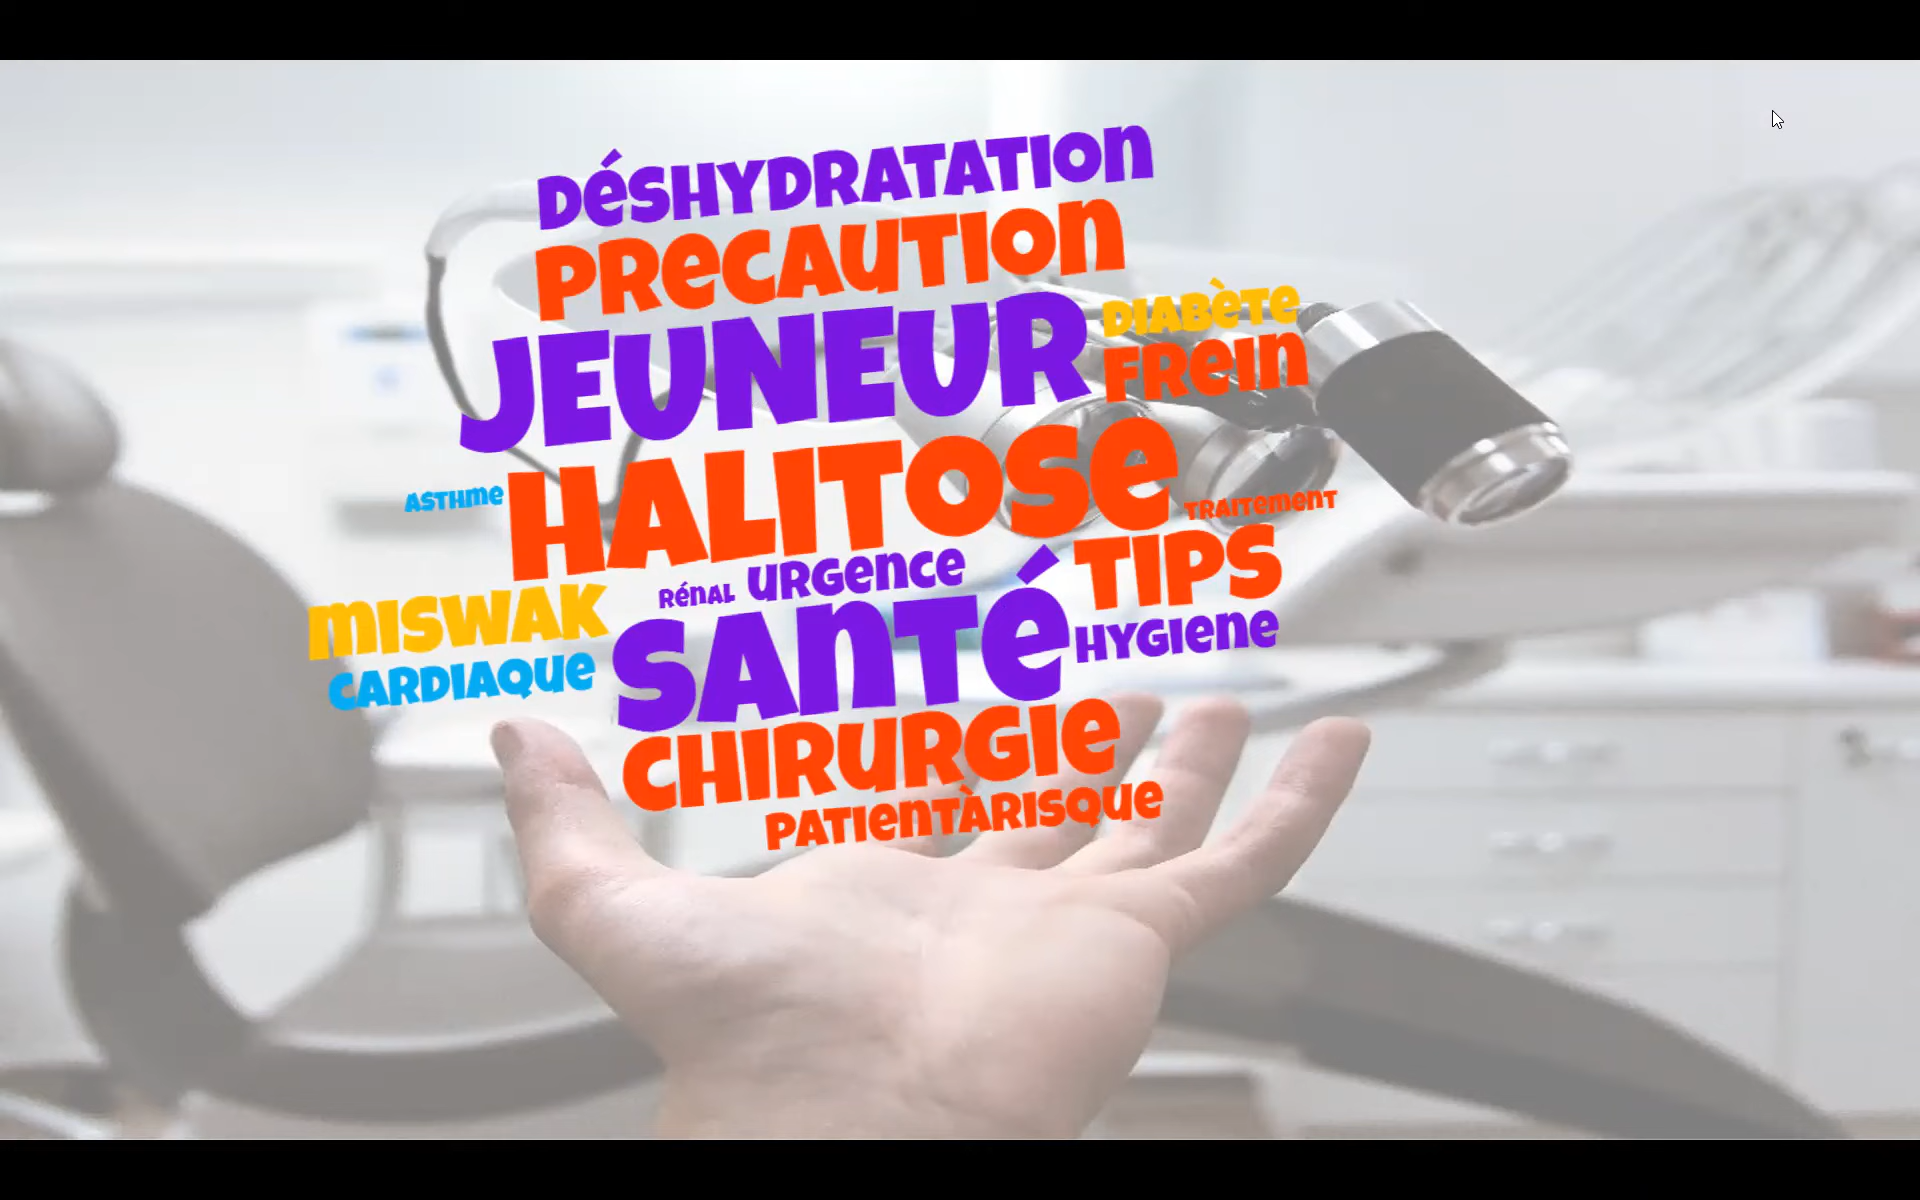 DÉSHYDRATATION
PRECAUTION
JEUNEUR
DIABÈTE
FREIN
HALITOSE
ASTHME
TRAITEMENT
TIPS
URGENCE
RÉNAL
MISWAK
SANTÉ
HYGIENE
CARDIAQUE
CHIRURGIE
PATIENTÀRISQUE